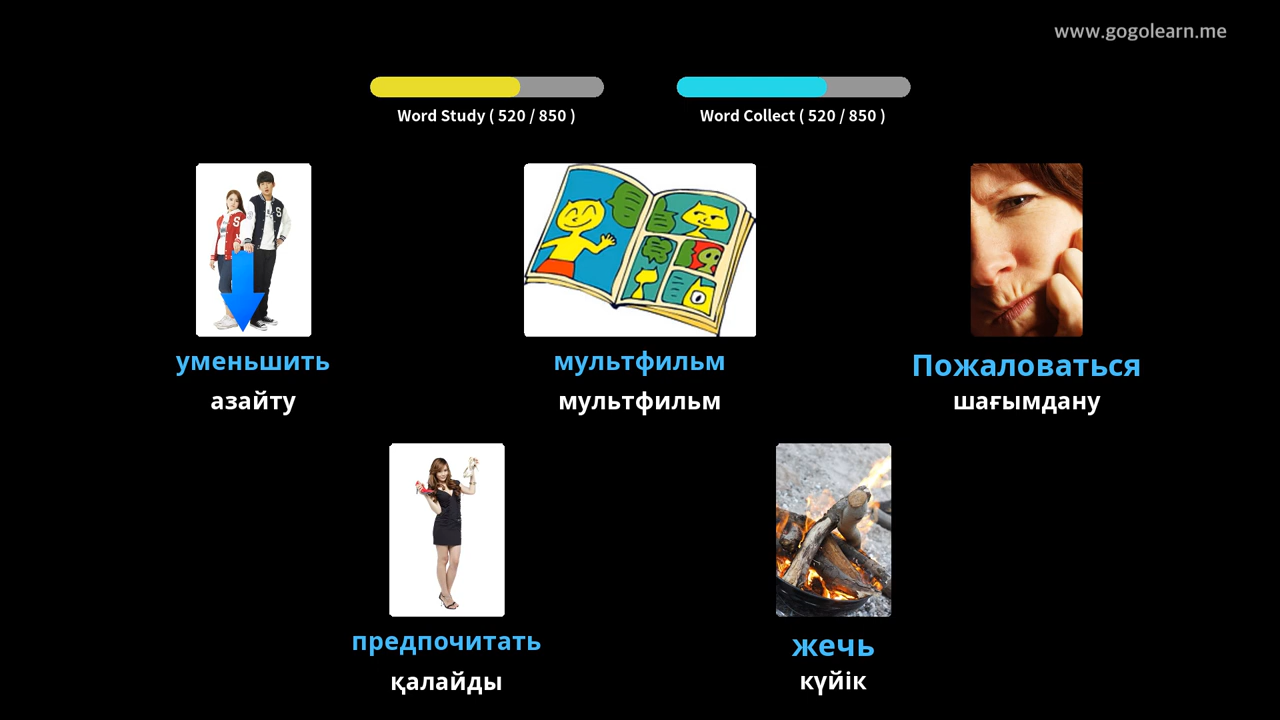 www.gogolearn.me
Word Study ( 520 / 850 )
Word Collect ( 520 / 850 )
уменьшить
азайту
мультфильм
мультфильм
Пожаловаться
шағымдану
предпочитать
қалайды
жечь
күйік